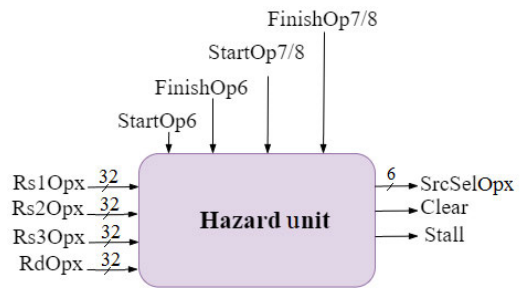 FinishOp7/8
StartOp7/8
FinishOp6
StartOp6
Rs1Opx 32
Rs2Opx 32
Rs3Opx 32
RdOpx 32
Hazard unit
6 SrcSelOpx
Clear
Stall